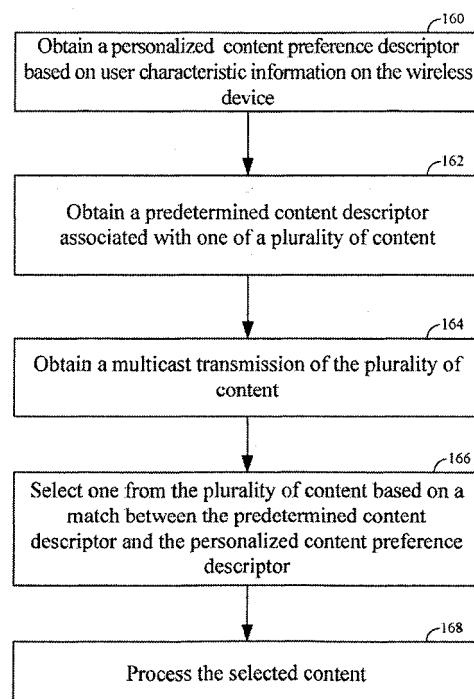 160
Obtain a personalized content preference descriptor
based on user characteristic information on the wireless
device
162
Obtain a predetermined content descriptor
associated with one of a plurality of content
164
Obtain a multicast transmission of the plurality of
content
166
Select one from the plurality of content based on a
match between the predetermined content
descriptor and the personalized content preference
descriptor
168
Process the selected content